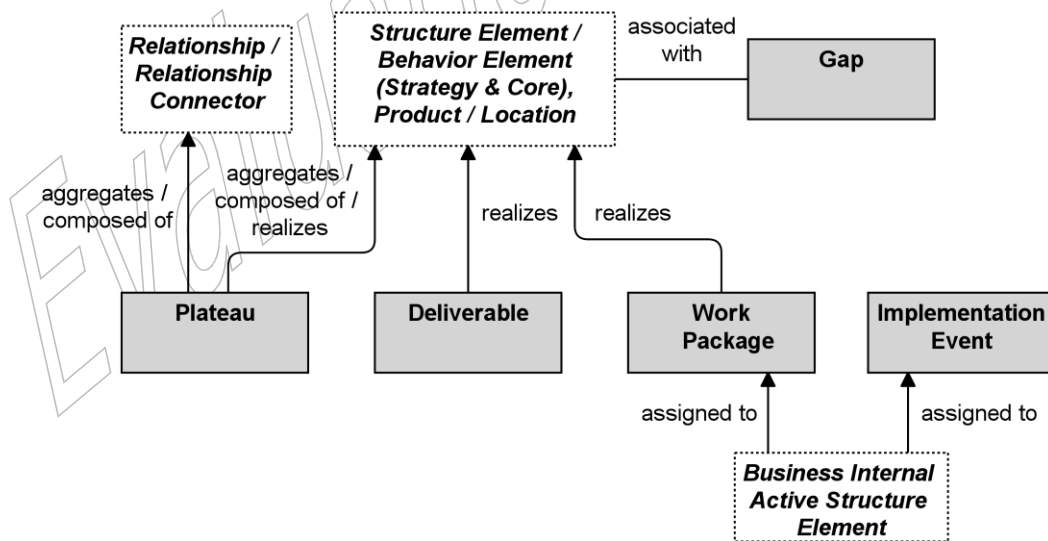 Relationship /
Relationship
Connector
Structure Element /
Behavior Element
(Strategy & Core),
Product / Location
associated
with
Gap
aggregates /
composed of
aggregates /
composed of /
realizes
realizes
realizes
Plateau
Deliverable
Work
Package
Implementation
Event
assigned to
assigned to
Business Internal
Active Structure
Element